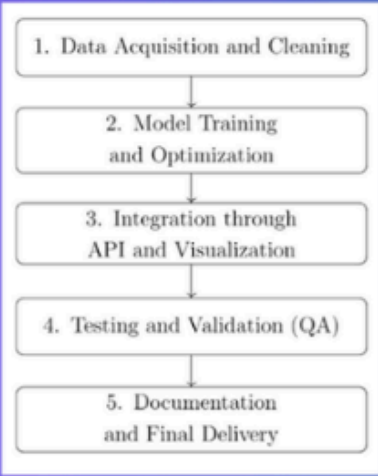 1. Data Acquisition and Cleaning
2. Model Training
and Optimization
3. Integration through
API and Visualization
4. Testing and Validation (QA)
5. Documentation
and Final Delivery